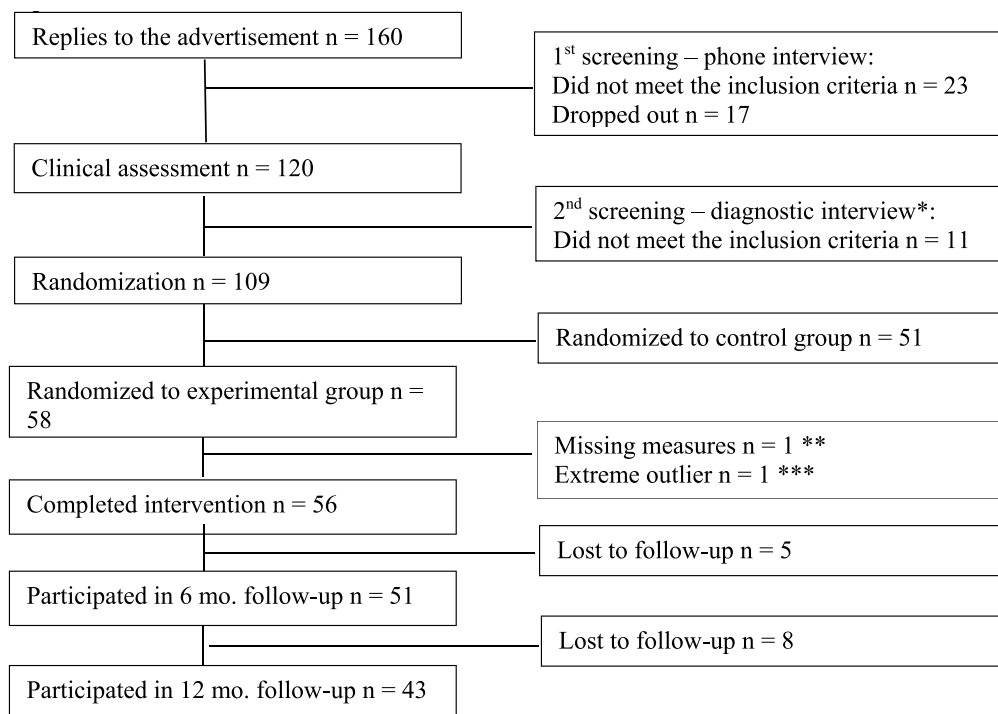 Replies to the advertisement n = 160
1st screening – phone interview:
Did not meet the inclusion criteria n = 23
Dropped out n = 17
Clinical assessment n = 120
2nd screening – diagnostic interview*:
Did not meet the inclusion criteria n = 11
Randomization n = 109
Randomized to control group n = 51
Randomized to experimental group n =
58
Missing measures n = 1 **
Extreme outlier n = 1 ***
Completed intervention n = 56
Lost to follow-up n = 5
Participated in 6 mo. follow-up n = 51
Lost to follow-up n = 8
Participated in 12 mo. follow-up n = 43